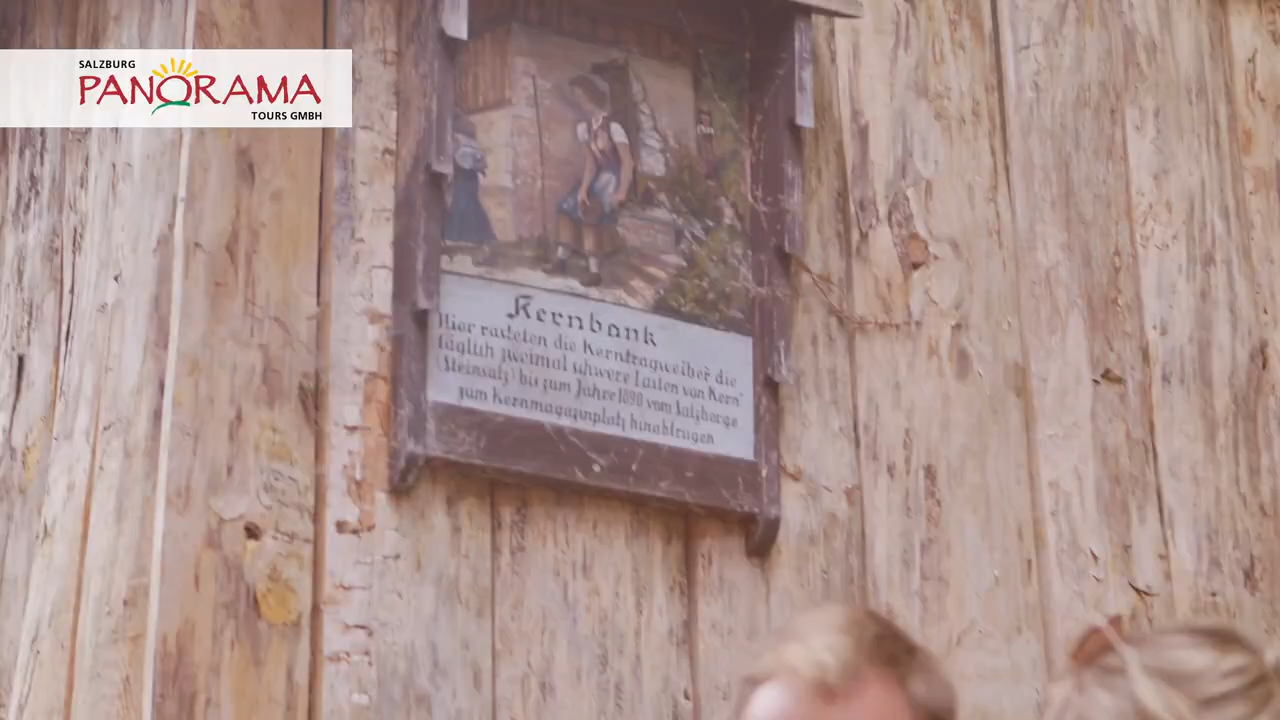 SALZBURG
PANORAMA
TOURS GMBH
Kernbank
Hier rasteten die Kerntragweiber die
täglich zweimal schwere Lasten von Kern"
(Steinsalz) bis zum Jahre 1890 vom Salzberge
zum Kernmagazinplatz hinabtrugen